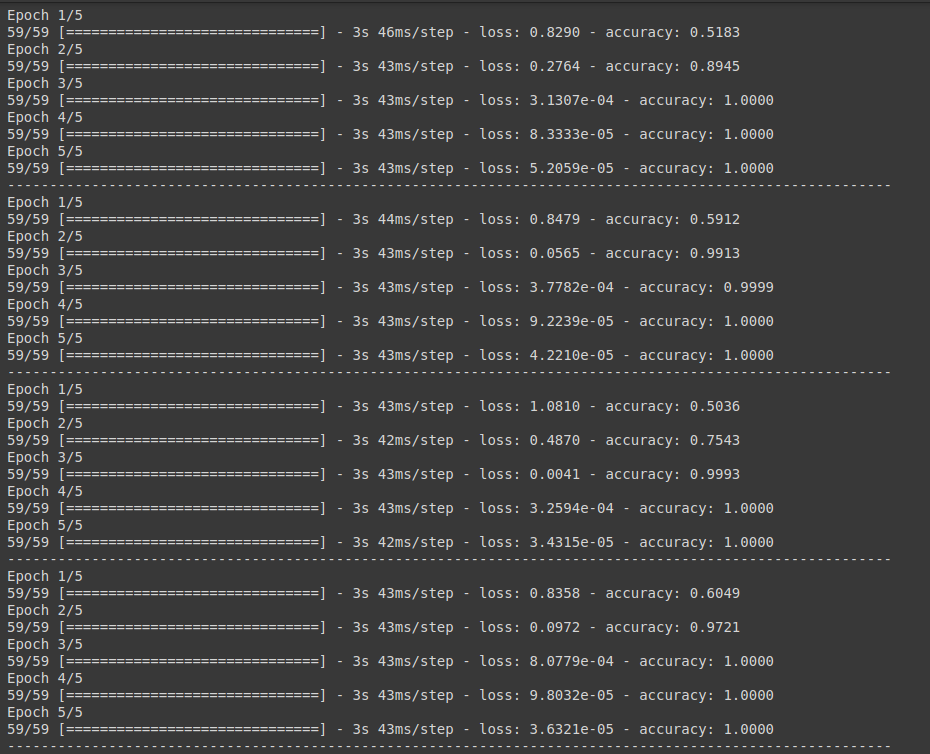 Epoch 1/5
59/59 [==============================] - 3s 46ms/step - loss: 0.8290 - accuracy: 0.5183
Epoch 2/5
59/59 [==============================] - 3s 43ms/step - loss: 0.2764 - accuracy: 0.8945
Epoch 3/5
59/59 [==============================] - 3s 43ms/step - loss: 3.1307e-04 - accuracy: 1.0000
Epoch 4/5
59/59 [==============================] - 3s 43ms/step - loss: 8.3333e-05 - accuracy: 1.0000
Epoch 5/5
59/59 [==============================] - 3s 43ms/step - loss: 5.2059e-05 - accuracy: 1.0000
---------------------------------------------------------------------------------------------------------
Epoch 1/5
59/59 [==============================] - 3s 44ms/step - loss: 0.8479 - accuracy: 0.5912
Epoch 2/5
59/59 [==============================] - 3s 43ms/step - loss: 0.0565 - accuracy: 0.9913
Epoch 3/5
59/59 [==============================] - 3s 43ms/step - loss: 3.7782e-04 - accuracy: 0.9999
Epoch 4/5
59/59 [==============================] - 3s 43ms/step - loss: 9.2239e-05 - accuracy: 1.0000
Epoch 5/5
59/59 [==============================] - 3s 43ms/step - loss: 4.2210e-05 - accuracy: 1.0000
---------------------------------------------------------------------------------------------------------
Epoch 1/5
59/59 [==============================] - 3s 43ms/step - loss: 1.0810 - accuracy: 0.5036
Epoch 2/5
59/59 [==============================] - 3s 42ms/step - loss: 0.4870 - accuracy: 0.7543
Epoch 3/5
59/59 [==============================] - 3s 43ms/step - loss: 0.0041 - accuracy: 0.9993
Epoch 4/5
59/59 [==============================] - 3s 43ms/step - loss: 3.2594e-04 - accuracy: 1.0000
Epoch 5/5
59/59 [==============================] - 3s 42ms/step - loss: 3.4315e-05 - accuracy: 1.0000
---------------------------------------------------------------------------------------------------------
Epoch 1/5
59/59 [==============================] - 3s 43ms/step - loss: 0.8358 - accuracy: 0.6049
Epoch 2/5
59/59 [==============================] - 3s 43ms/step - loss: 0.0972 - accuracy: 0.9721
Epoch 3/5
59/59 [==============================] - 3s 43ms/step - loss: 8.0779e-04 - accuracy: 1.0000
Epoch 4/5
59/59 [==============================] - 3s 43ms/step - loss: 9.8032e-05 - accuracy: 1.0000
Epoch 5/5
59/59 [==============================] - 3s 43ms/step - loss: 3.6321e-05 - accuracy: 1.0000
---------------------------------------------------------------------------------------------------------